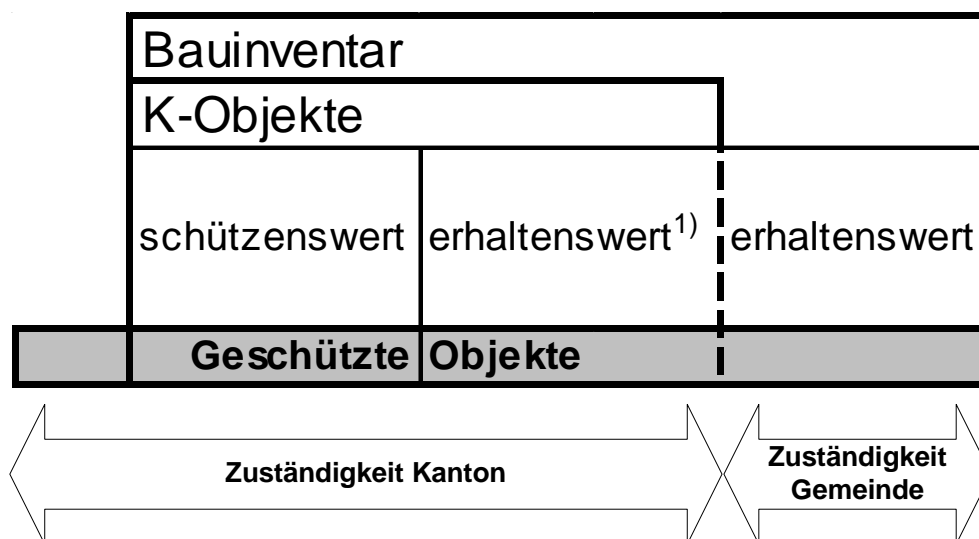 Bauinventar
K-Objekte
schützenswert erhaltenswert1) erhaltenswert
Geschützte Objekte
Zuständigkeit Kanton
Zuständigkeit
Gemeinde